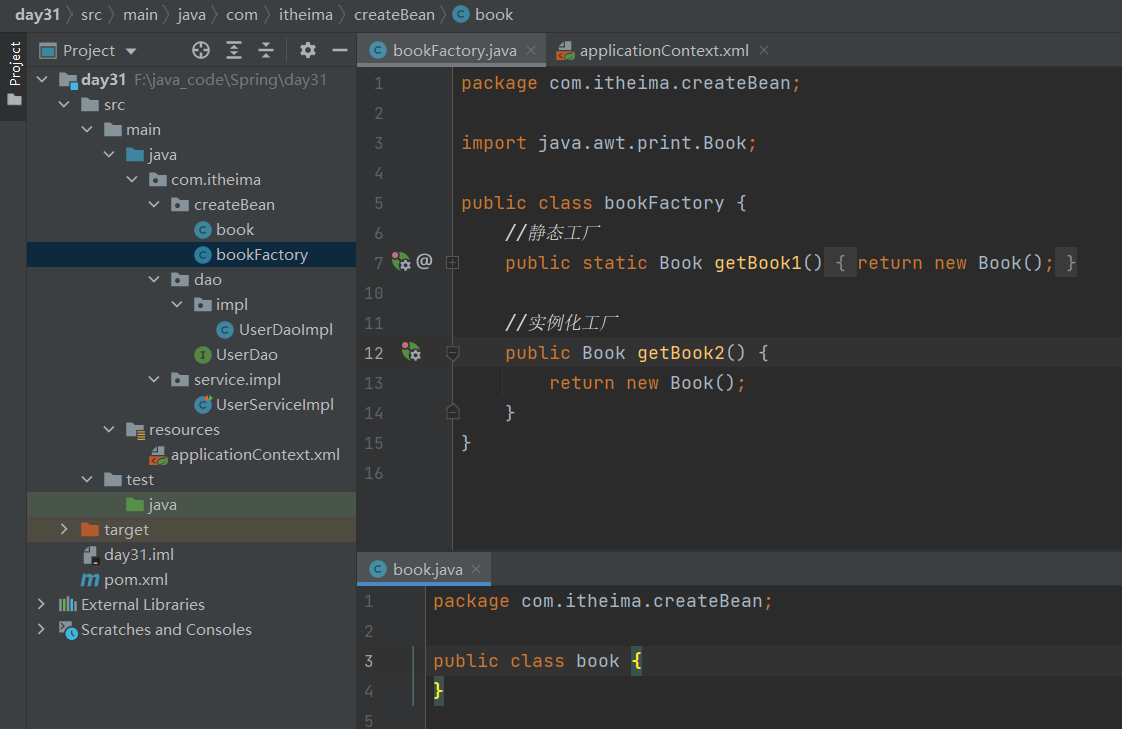 day31 src main java com itheima createBean book
Project
Project
day31 F:\java_code\Spring\day31
src
main
java
com.itheima
createBean
book
bookFactory
dao
impl
UserDaoImpl
UserDao
service.impl
UserServiceImpl
resources
applicationContext.xml
test
java
target
day31.iml
pom.xml
External Libraries
Scratches and Consoles
bookFactory.java applicationContext.xml
1 package com.itheima.createBean;
2
3 import java.awt.print.Book;
4
5 public class bookFactory {
6 //静态工厂
7 @ public static Book getBook1() { return new Book(); }
10
11 //实例化工厂
12 public Book getBook2() {
13 return new Book();
14 }
15 }
16
book.java
1 package com.itheima.createBean;
2
3 public class book {
4 }
5